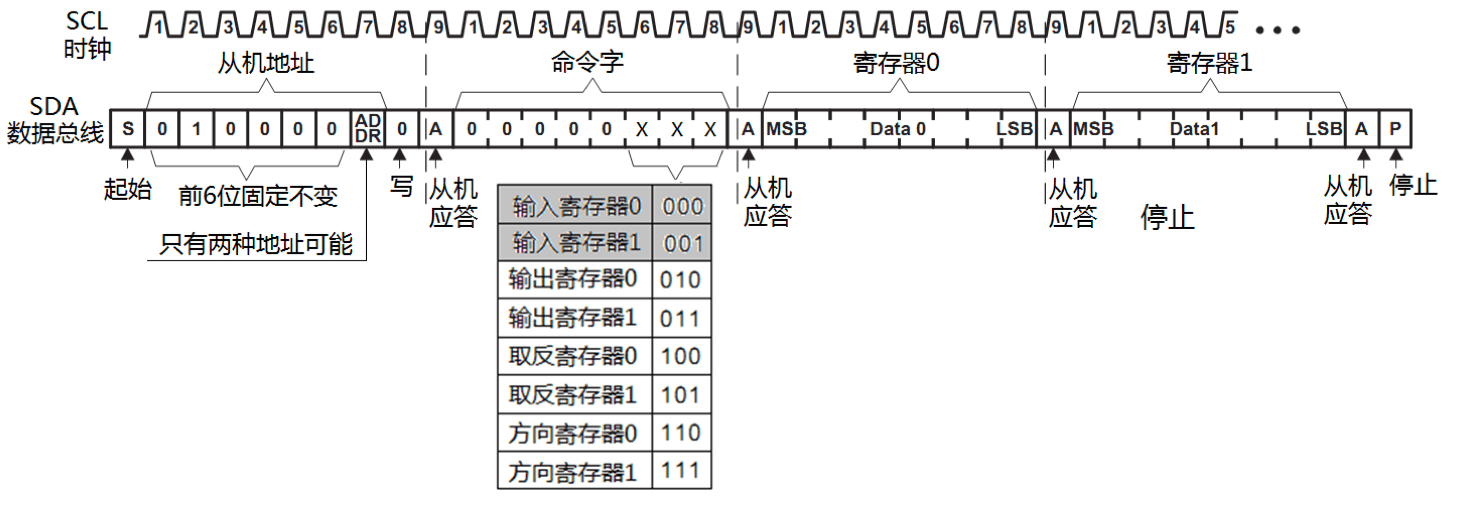 SCL 1 2 3 4 5 6 7 8 9 1 2 3 4 5 6 7 8 9 1 2 3 4 5 6 7 8 9 1 2 3 4 5 •••
时钟
从机地址 命令字 寄存器0 寄存器1
SDA
数据总线 S 0 1 0 0 0 0 AD DR 0 A 0 0 0 0 0 X X X A MSB Data 0 LSB A MSB Data1 LSB A P
起始 前6位固定不变 写 从机应答 从机应答 从机应答 停止 从机应答 停止
只有两种地址可能
输入寄存器0 000
输入寄存器1 001
输出寄存器0 010
输出寄存器1 011
取反寄存器0 100
取反寄存器1 101
方向寄存器0 110
方向寄存器1 111